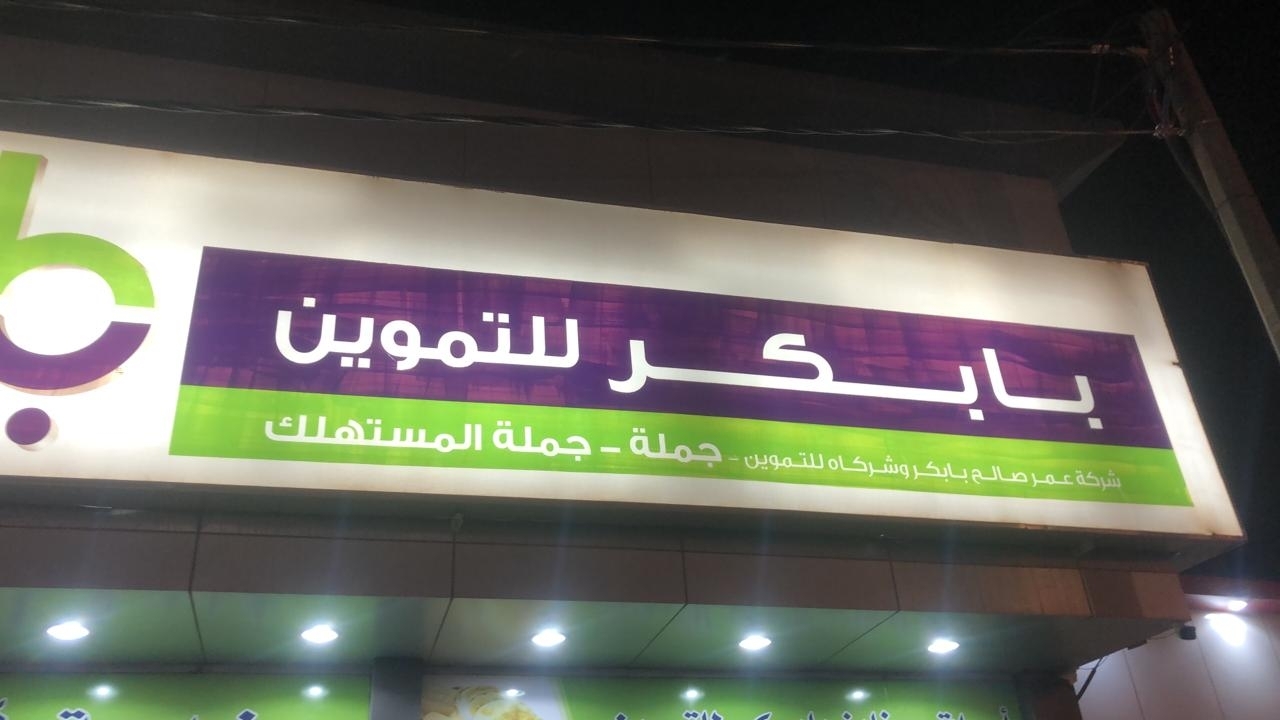 بابكر للتموين
شركة عمر صالح بابكر وشركاه للتموين - جملة - جملة المستهلك